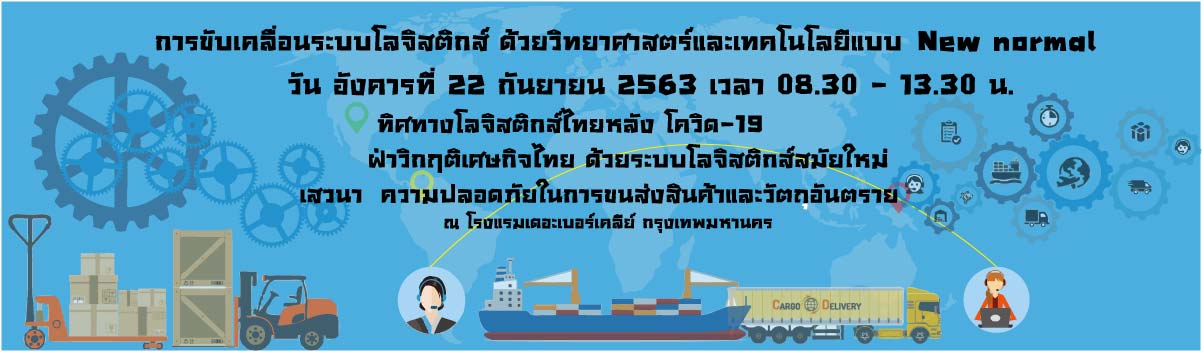 การขับเคลื่อนระบบโลจิสติกส์ ด้วยวิทยาศาสตร์และเทคโนโลยีแบบ New normal
วัน อังคารที่ 22 กันยายน 2563 เวลา 08.30 - 13.30 น.
ทิศทางโลจิสติกส์ไทยหลัง โควิด-19
ฝ่าวิกฤติเศษกิจไทย ด้วยระบบโลจิสติกส์สมัยใหม่
เสวนา ความปลอดภัยในการขนส่งสินค้าและวัตถุอันตราย
ณ โรงแรมเดอะเบอร์เคลีย์ กรุงเทพมหานคร
CARGO DELIVERY